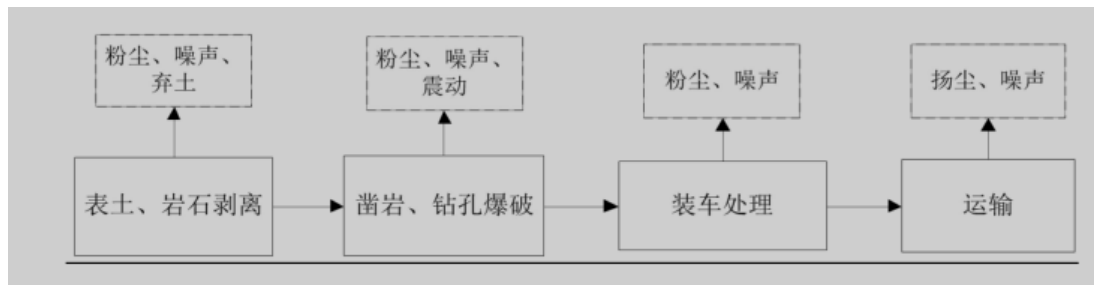 粉尘、噪声、
弃土
粉尘、噪声、
震动
粉尘、噪声
扬尘、噪声
表土、岩石剥离
凿岩、钻孔爆破
装车处理
运输